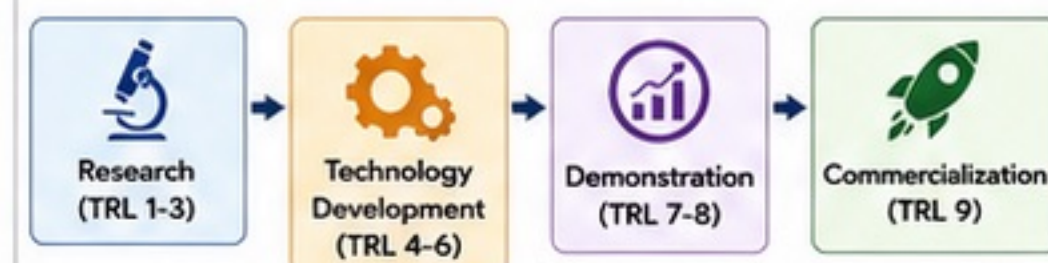 Research
(TRL 1-3)
Technology
Development
(TRL 4-6)
Demonstration
(TRL 7-8)
Commercialization
(TRL 9)